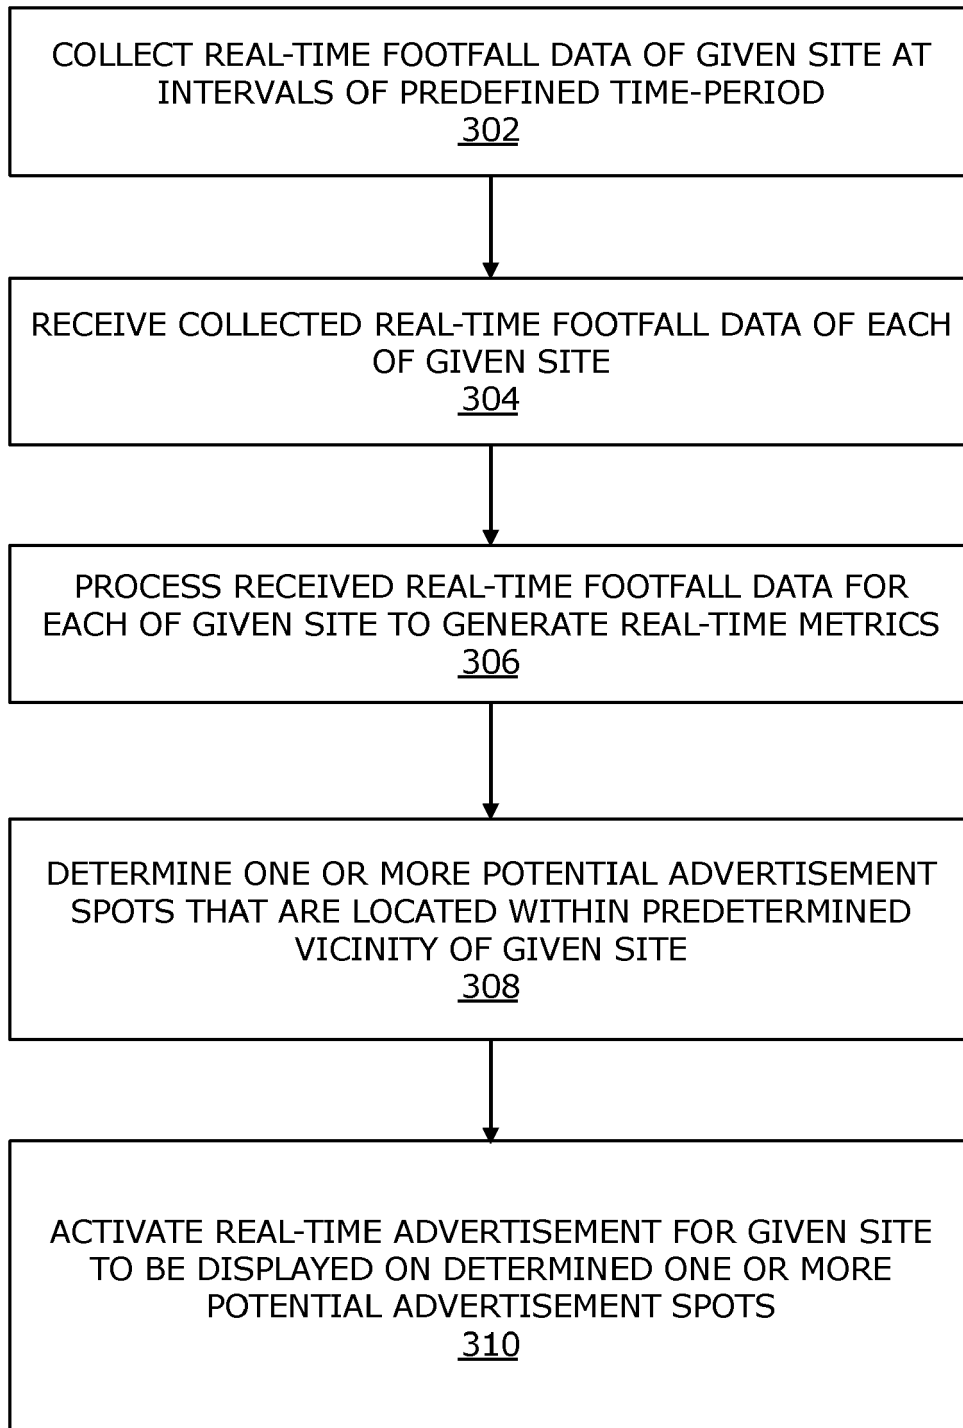 COLLECT REAL-TIME FOOTFALL DATA OF GIVEN SITE AT
INTERVALS OF PREDEFINED TIME-PERIOD
302
RECEIVE COLLECTED REAL-TIME FOOTFALL DATA OF EACH
OF GIVEN SITE
304
PROCESS RECEIVED REAL-TIME FOOTFALL DATA FOR
EACH OF GIVEN SITE TO GENERATE REAL-TIME METRICS
306
DETERMINE ONE OR MORE POTENTIAL ADVERTISEMENT
SPOTS THAT ARE LOCATED WITHIN PREDETERMINED
VICINITY OF GIVEN SITE
308
ACTIVATE REAL-TIME ADVERTISEMENT FOR GIVEN SITE
TO BE DISPLAYED ON DETERMINED ONE OR MORE
POTENTIAL ADVERTISEMENT SPOTS
310